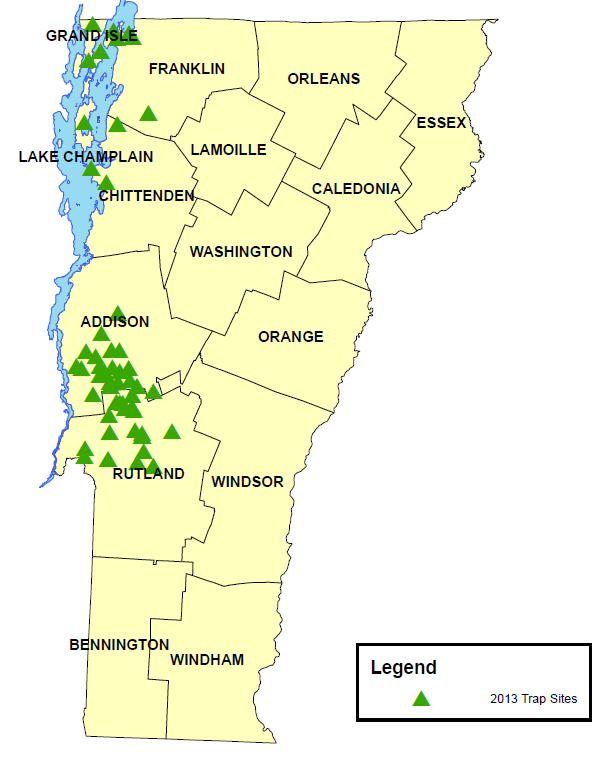 GRAND ISLE
FRANKLIN
ORLEANS
ESSEX
LAMOILLE
LAKE CHAMPLAIN
CALEDONIA
CHITTENDEN
WASHINGTON
ADDISON
ORANGE
RUTLAND
WINDSOR
BENNINGTON
WINDHAM
Legend
2013 Trap Sites